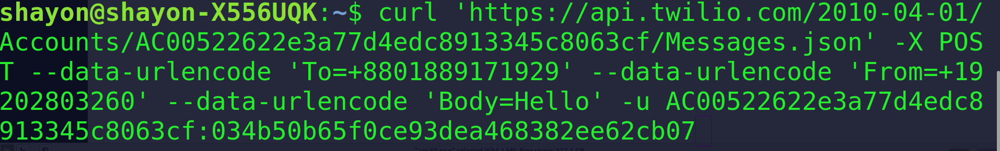 shayon@shayon-X556UQK:~$ curl 'https://api.twilio.com/2010-04-01/
Accounts/AC00522622e3a77d4edc8913345c8063cf/Messages.json' -X POS
T --data-urlencode 'To=+8801889171929' --data-urlencode 'From=+19
202803260' --data-urlencode 'Body=Hello' -u AC00522622e3a77d4edc8
913345c8063cf:034b50b65f0ce93dea468382ee62cb07